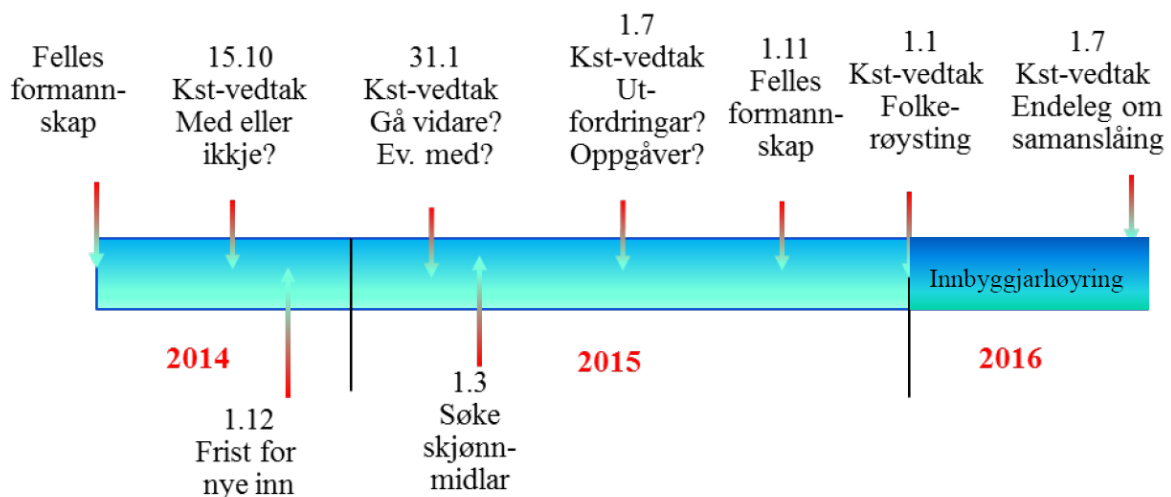 Felles
formann-
skap
15.10
Kst-vedtak
Med eller
ikkje?
31.1
Kst-vedtak
Gå vidare?
Ev. med?
1.7
Kst-vedtak
Ut-
fordringar?
Oppgåver?
1.11
Felles
formann-
skap
1.1
Kst-vedtak
Folke-
røysting
1.7
Kst-vedtak
Endeleg om
samanslåing
Innbyggjarhøyring
2014
2015
2016
1.12
Frist for
nye inn
1.3
Søke
skjønn-
midlar